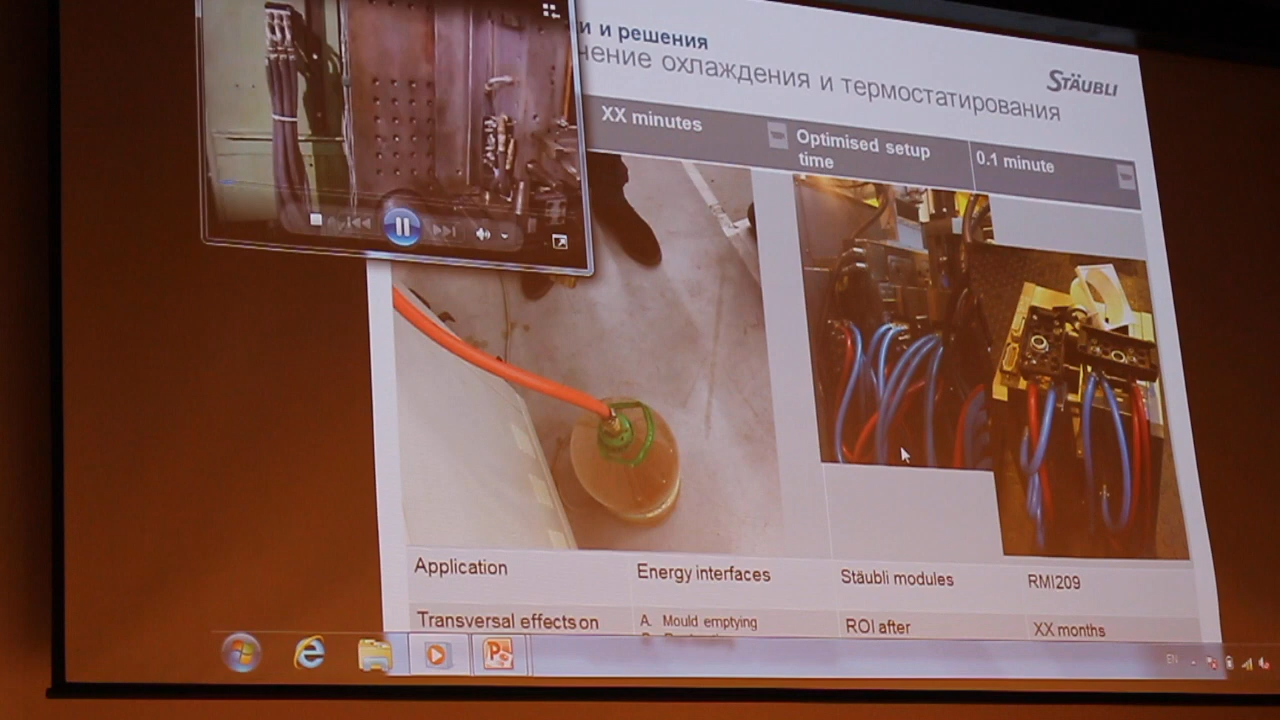 и решения
чение охлаждения и термостатирования
STÄUBLI
XX minutes
Optimised setup
time
0.1 minute
Application
Energy interfaces
Stäubli modules
RMI209
Transversal effects on
A. Mould emptying
ROI after
XX months
EN